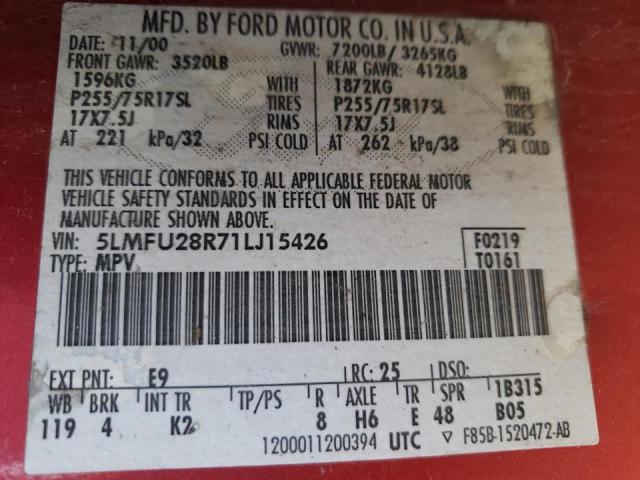 MFD. BY FORD MOTOR CO. IN U.S.A.
DATE: 11/00 GVWR: 7200LB/ 3265KG
FRONT GAWR: 3520LB REAR GAWR: 4128LB
1596KG WITH 1872KG WITH
P255/75R17SL TIRES P255/75R17SL TIRES
17X7.5J RIMS 17X7.5J RIMS
AT 221 kPa/32 PSI COLD AT 262 kPa/38 PSI COLD
THIS VEHICLE CONFORMS TO ALL APPLICABLE FEDERAL MOTOR
VEHICLE SAFETY STANDARDS IN EFFECT ON THE DATE OF
MANUFACTURE SHOWN ABOVE.
VIN: 5LMFU28R71LJ15426 F0219
TYPE: MPV T0161
EXT PNT: E9 RC: 25 DSO:
WB BRK INT TR TP/PS R AXLE TR SPR 1B315
119 4 K2 8 H6 E 48 B05
1200011200394 UTC ▽ F85B-1520472-AB